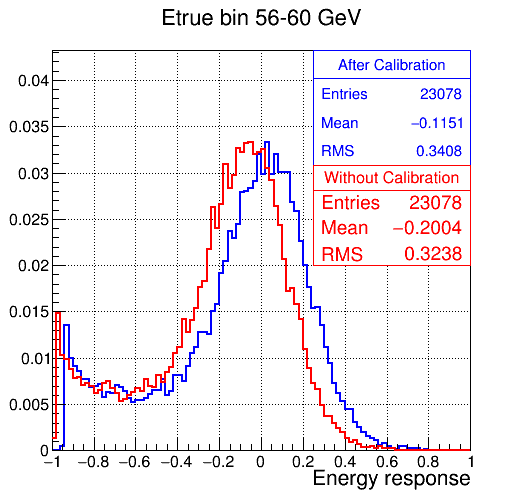 Etrue bin 56-60 GeV
After Calibration
Entries 23078
Mean −0.1151
RMS 0.3408
Without Calibration
Entries 23078
Mean −0.2004
RMS 0.3238
0.04
0.035
0.03
0.025
0.02
0.015
0.01
0.005
0
−1 −0.8 −0.6 −0.4 −0.2 0 0.2 0.4 0.6 0.8 1
Energy response